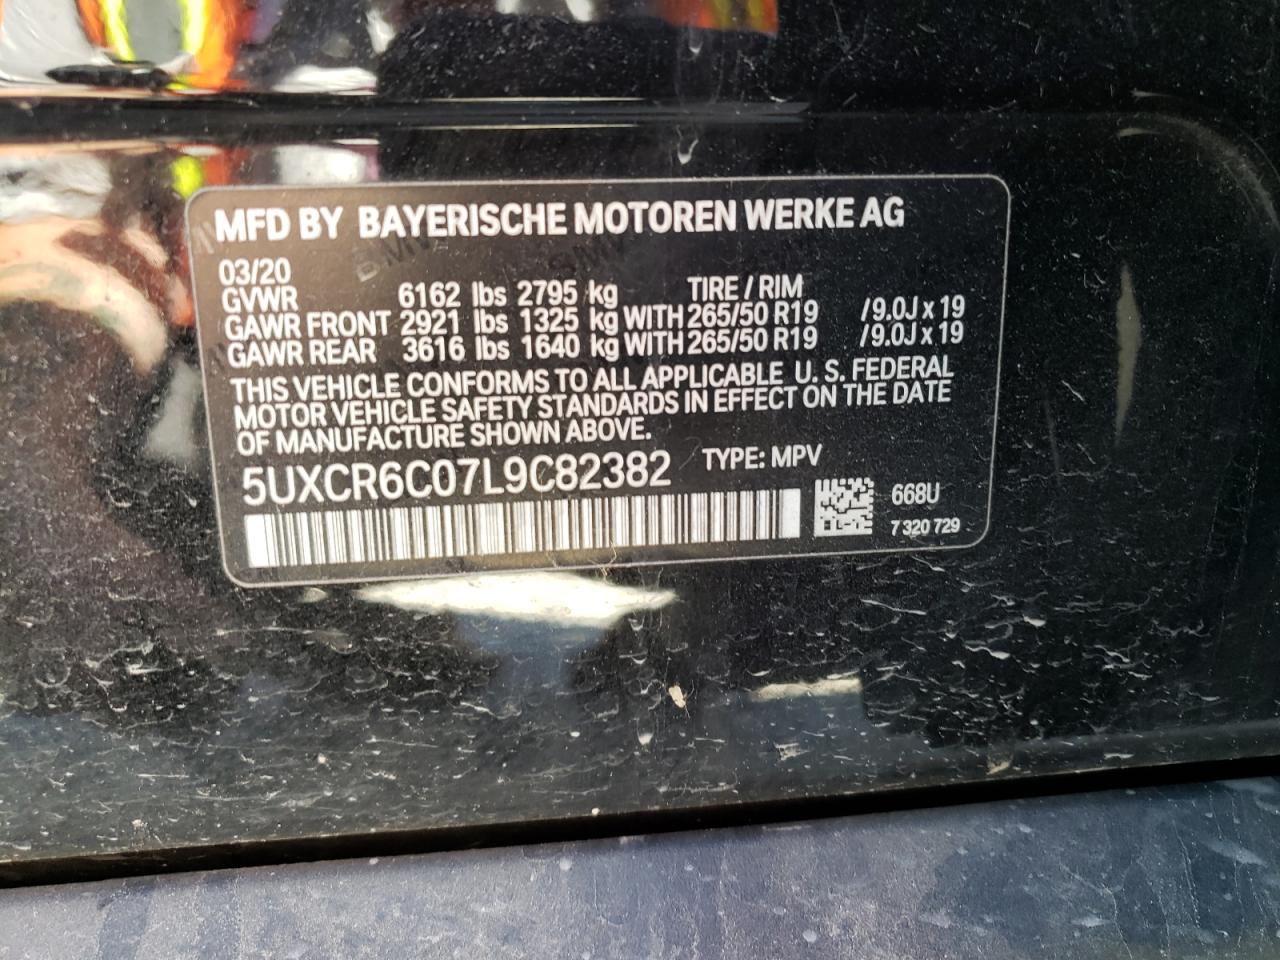 MFD BY BAYERISCHE MOTOREN WERKE AG
03/20
GVWR 6162 lbs 2795 kg TIRE / RIM
GAWR FRONT 2921 lbs 1325 kg WITH 265/50 R19 /9.0J x 19
GAWR REAR 3616 lbs 1640 kg WITH 265/50 R19 /9.0J x 19
THIS VEHICLE CONFORMS TO ALL APPLICABLE U. S. FEDERAL
MOTOR VEHICLE SAFETY STANDARDS IN EFFECT ON THE DATE
OF MANUFACTURE SHOWN ABOVE.
5UXCR6C07L9C82382 TYPE: MPV
668U
7 320 729